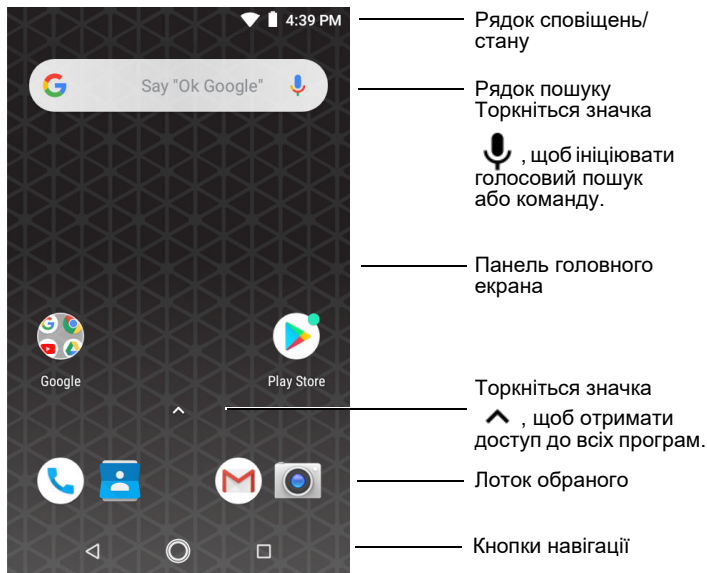 4:39 PM
Say "Ok Google"
Google
Play Store
Рядок сповіщень/
стану
Рядок пошуку
Торкніться значка
, щоб ініціювати
голосовий пошук
або команду.
Панель головного
екрана
Торкніться значка
, щоб отримати
доступ до всіх програм.
Лоток обраного
Кнопки навігації